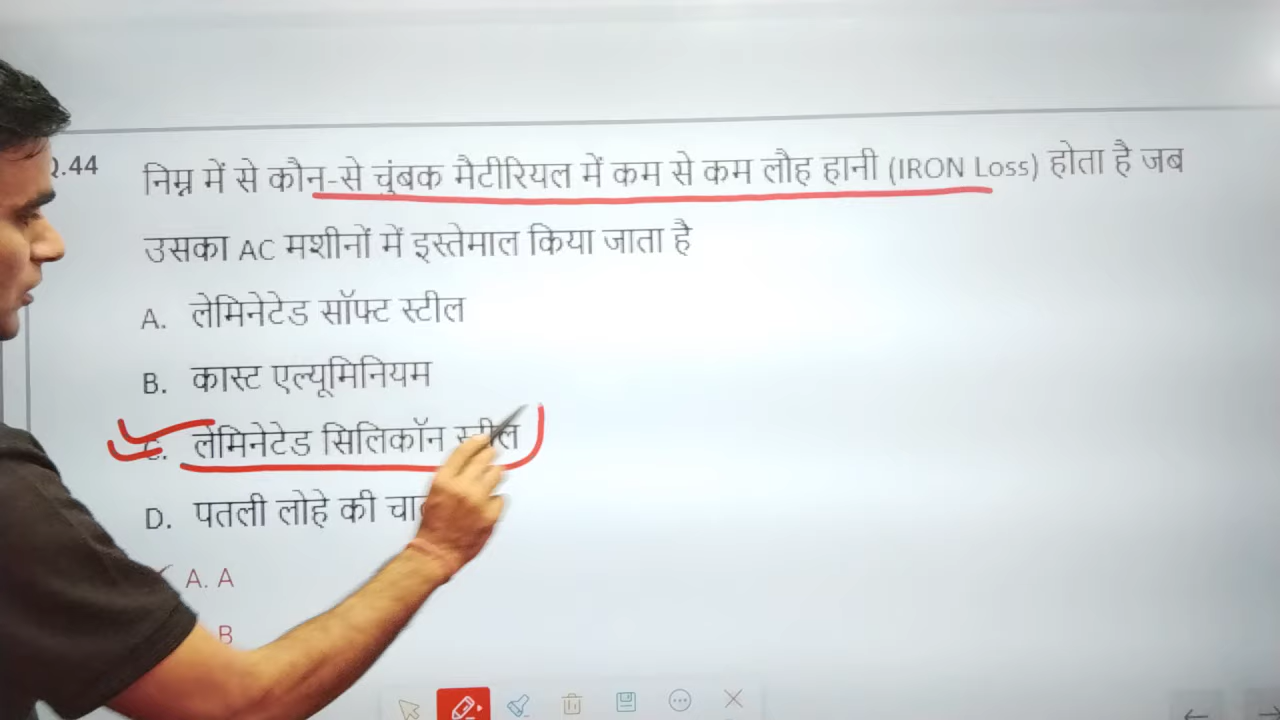 .44
निम्न में से कौन-से चुंबक मैटीरियल में कम से कम लौह हानी (IRON Loss) होता है जब
उसका AC मशीनों में इस्तेमाल किया जाता है
A. लेमिनेटेड सॉफ्ट स्टील
B. कास्ट एल्यूमिनियम
C. लेमिनेटेड सिलिकॉन स्टील
D. पतली लोहे की
A. A
B